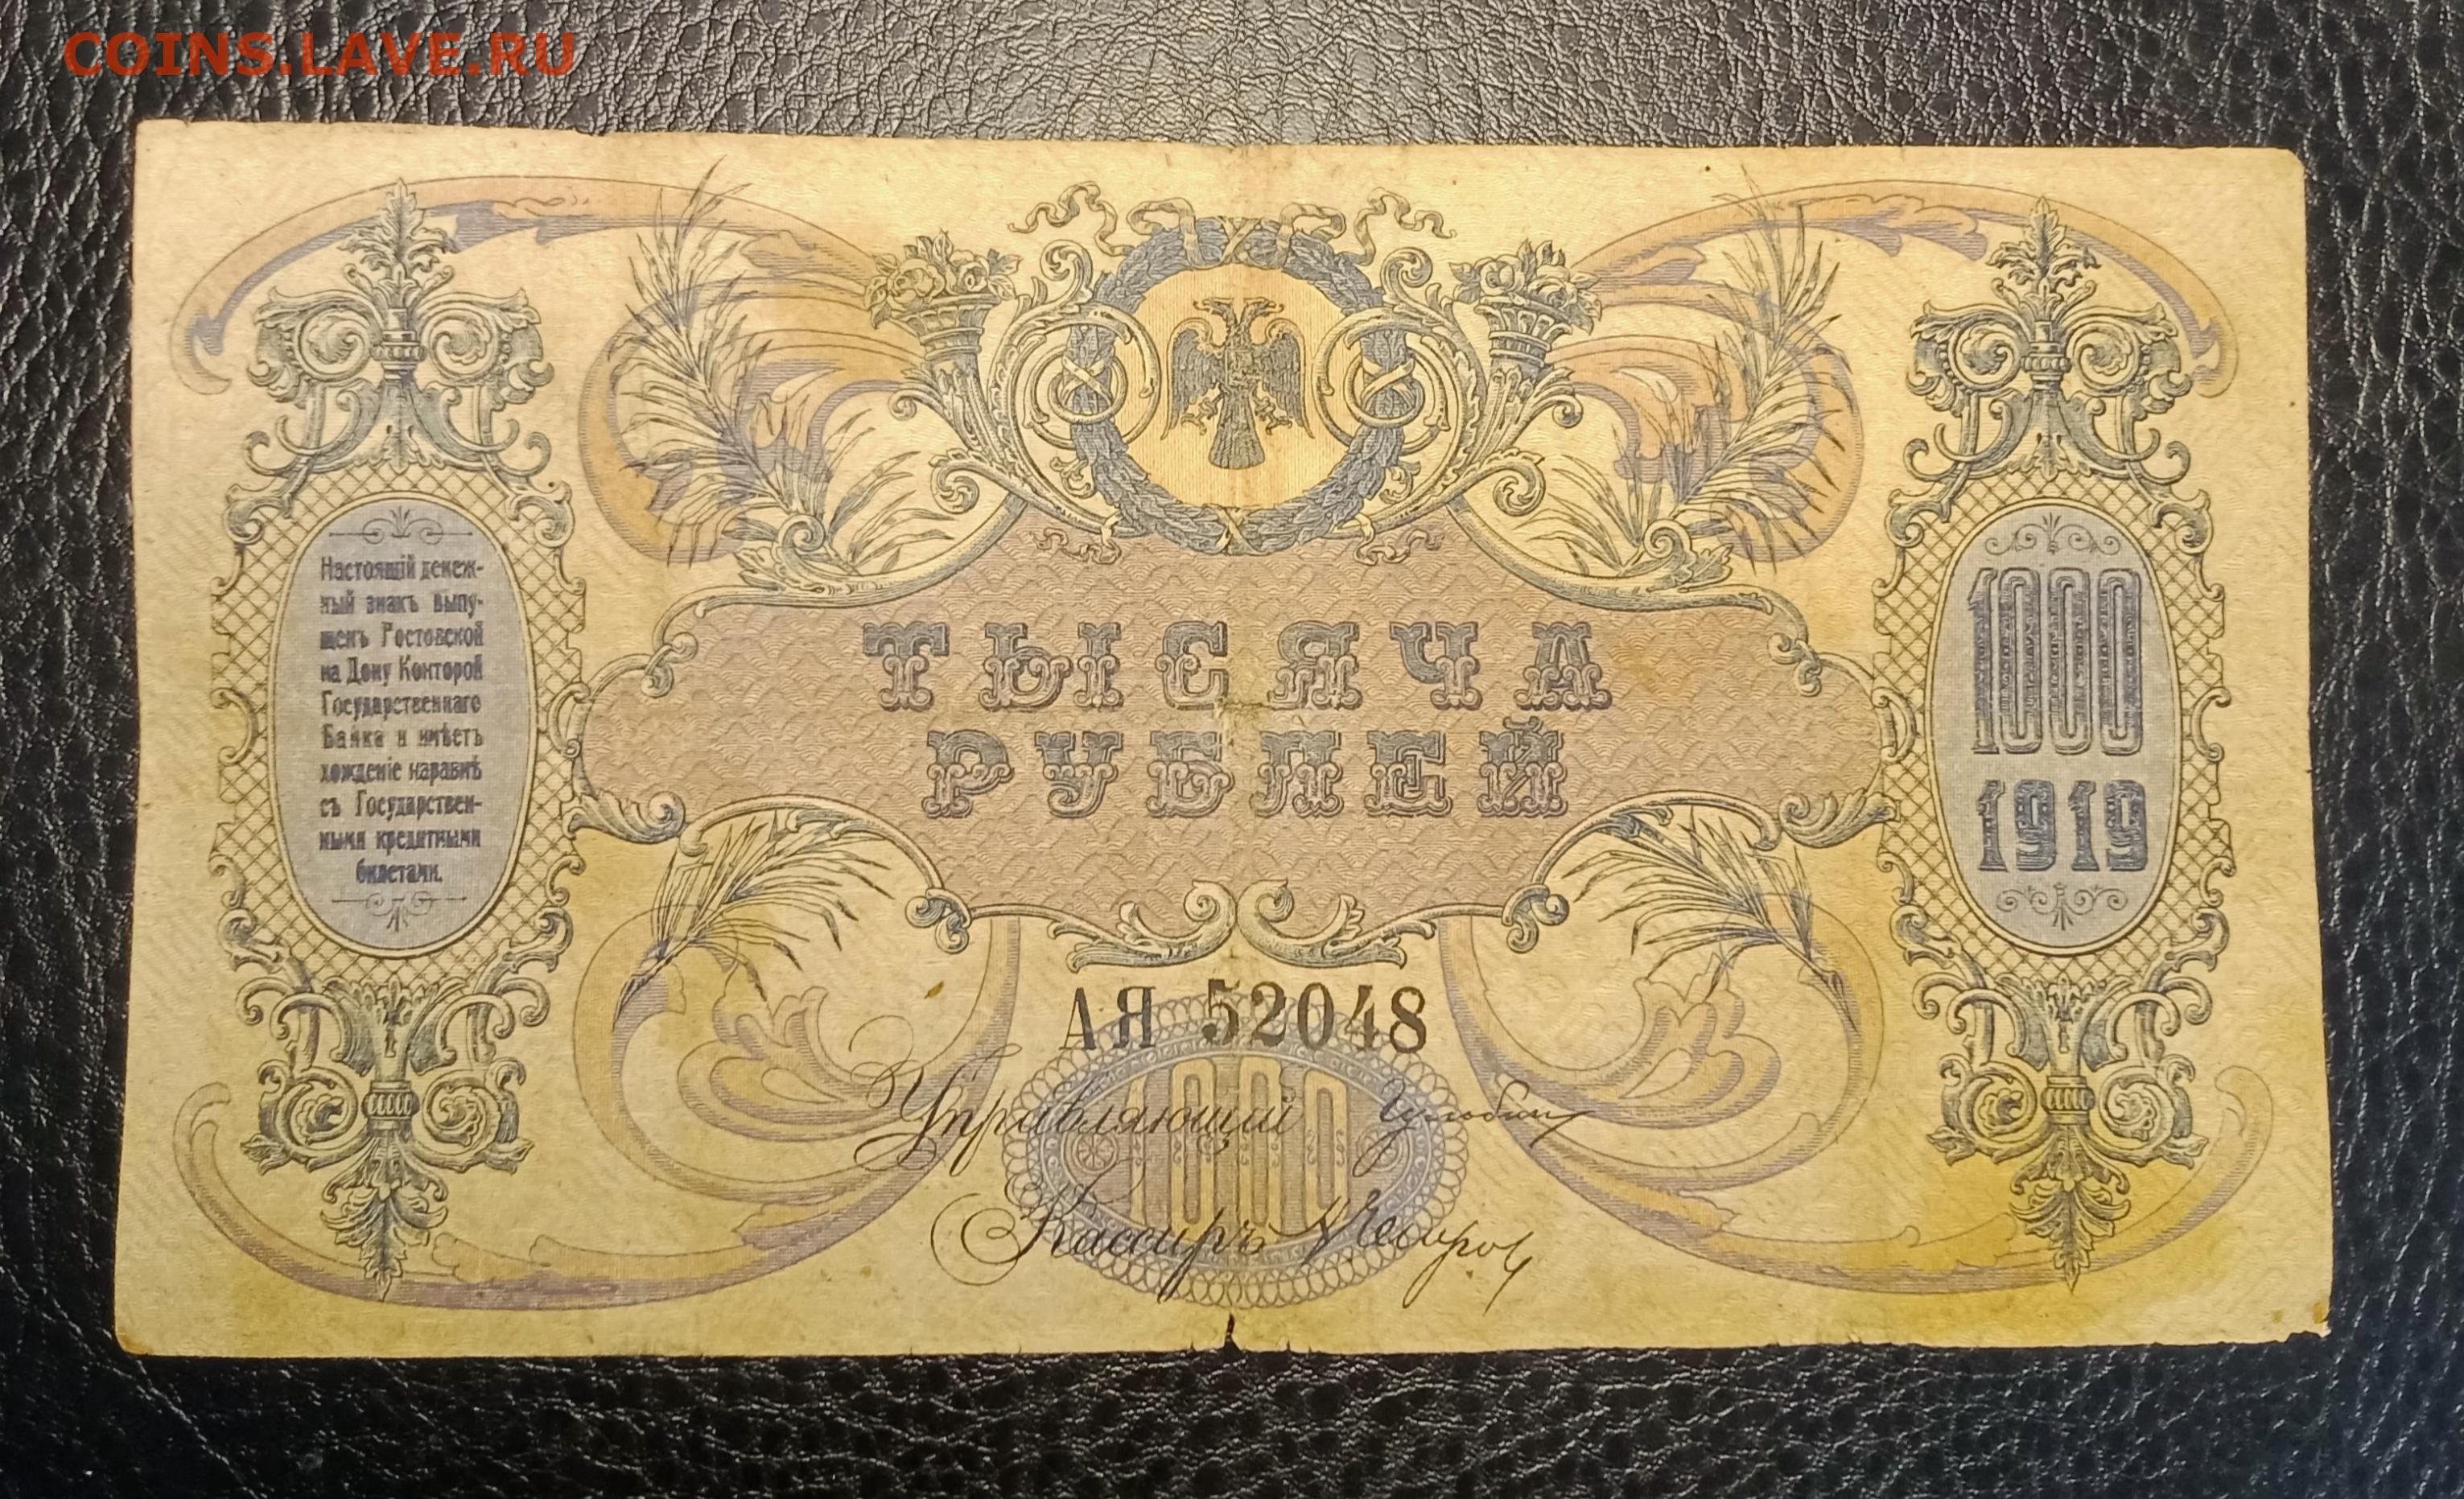 COINS.LAVE.RU
Настоящій денеж-
ный знакъ выпу-
щенъ Ростовской
на Дону Конторой
Государственнаго
Банка и имѣетъ
хожденіе наравнѣ
съ Государствен-
ными кредитными
билетами.
ТЫСЯЧА
РУБЛЕЙ
1000
1919
АЯ 52048
1000
Управляющій
Кассиръ